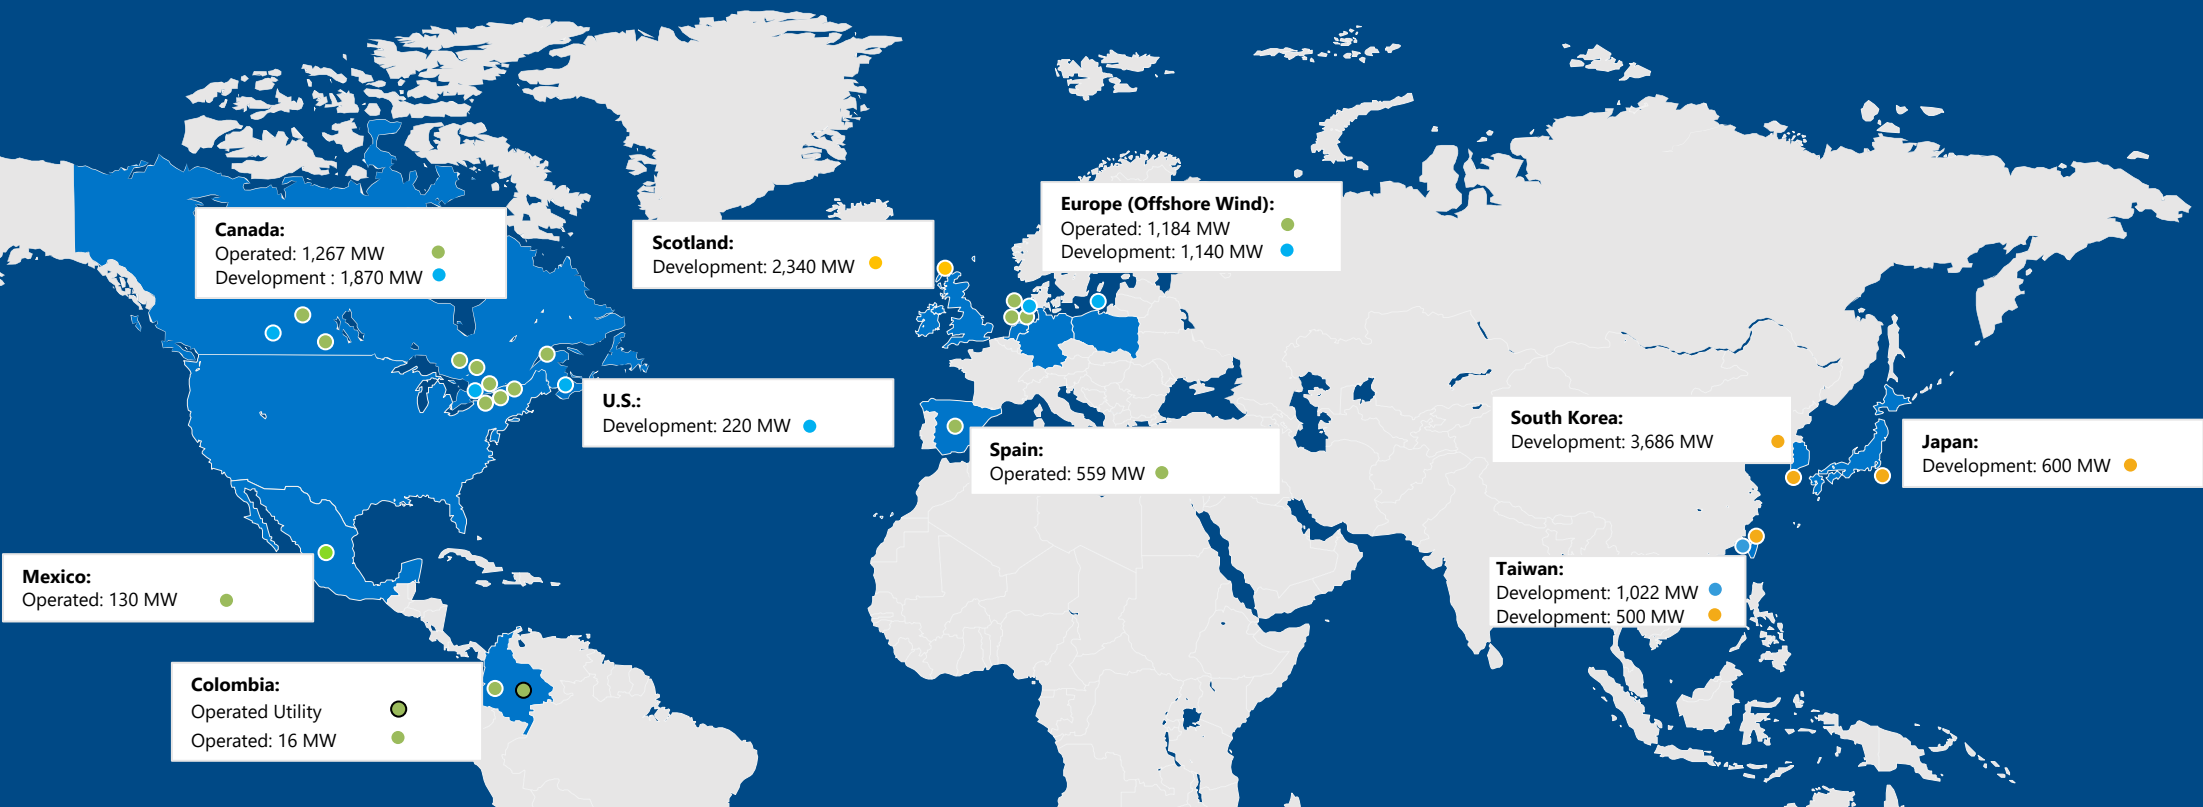 Canada:
Operated: 1,267 MW
Development : 1,870 MW
Scotland:
Development: 2,340 MW
Europe (Offshore Wind):
Operated: 1,184 MW
Development: 1,140 MW
U.S.:
Development: 220 MW
Spain:
Operated: 559 MW
South Korea:
Development: 3,686 MW
Japan:
Development: 600 MW
Mexico:
Operated: 130 MW
Taiwan:
Development: 1,022 MW
Development: 500 MW
Colombia:
Operated Utility
Operated: 16 MW